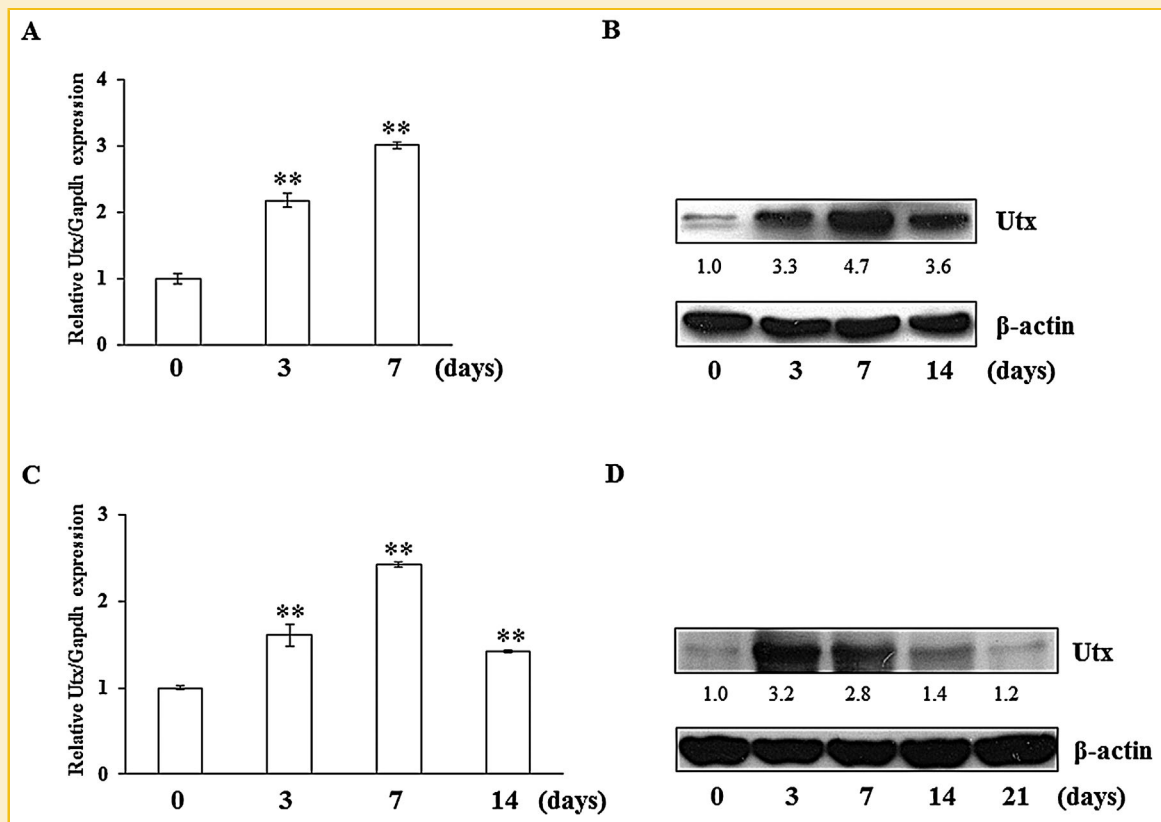 A
Relative Utx/Gapdh expression
4
3
2
1
0
**
**
0 3 7 (days)
B
Utx
1.0 3.3 4.7 3.6
β-actin
0 3 7 14 (days)
C
Relative Utx/Gapdh expression
3
2
1
0
**
**
**
0 3 7 14 (days)
D
Utx
1.0 3.2 2.8 1.4 1.2
β-actin
0 3 7 14 21 (days)